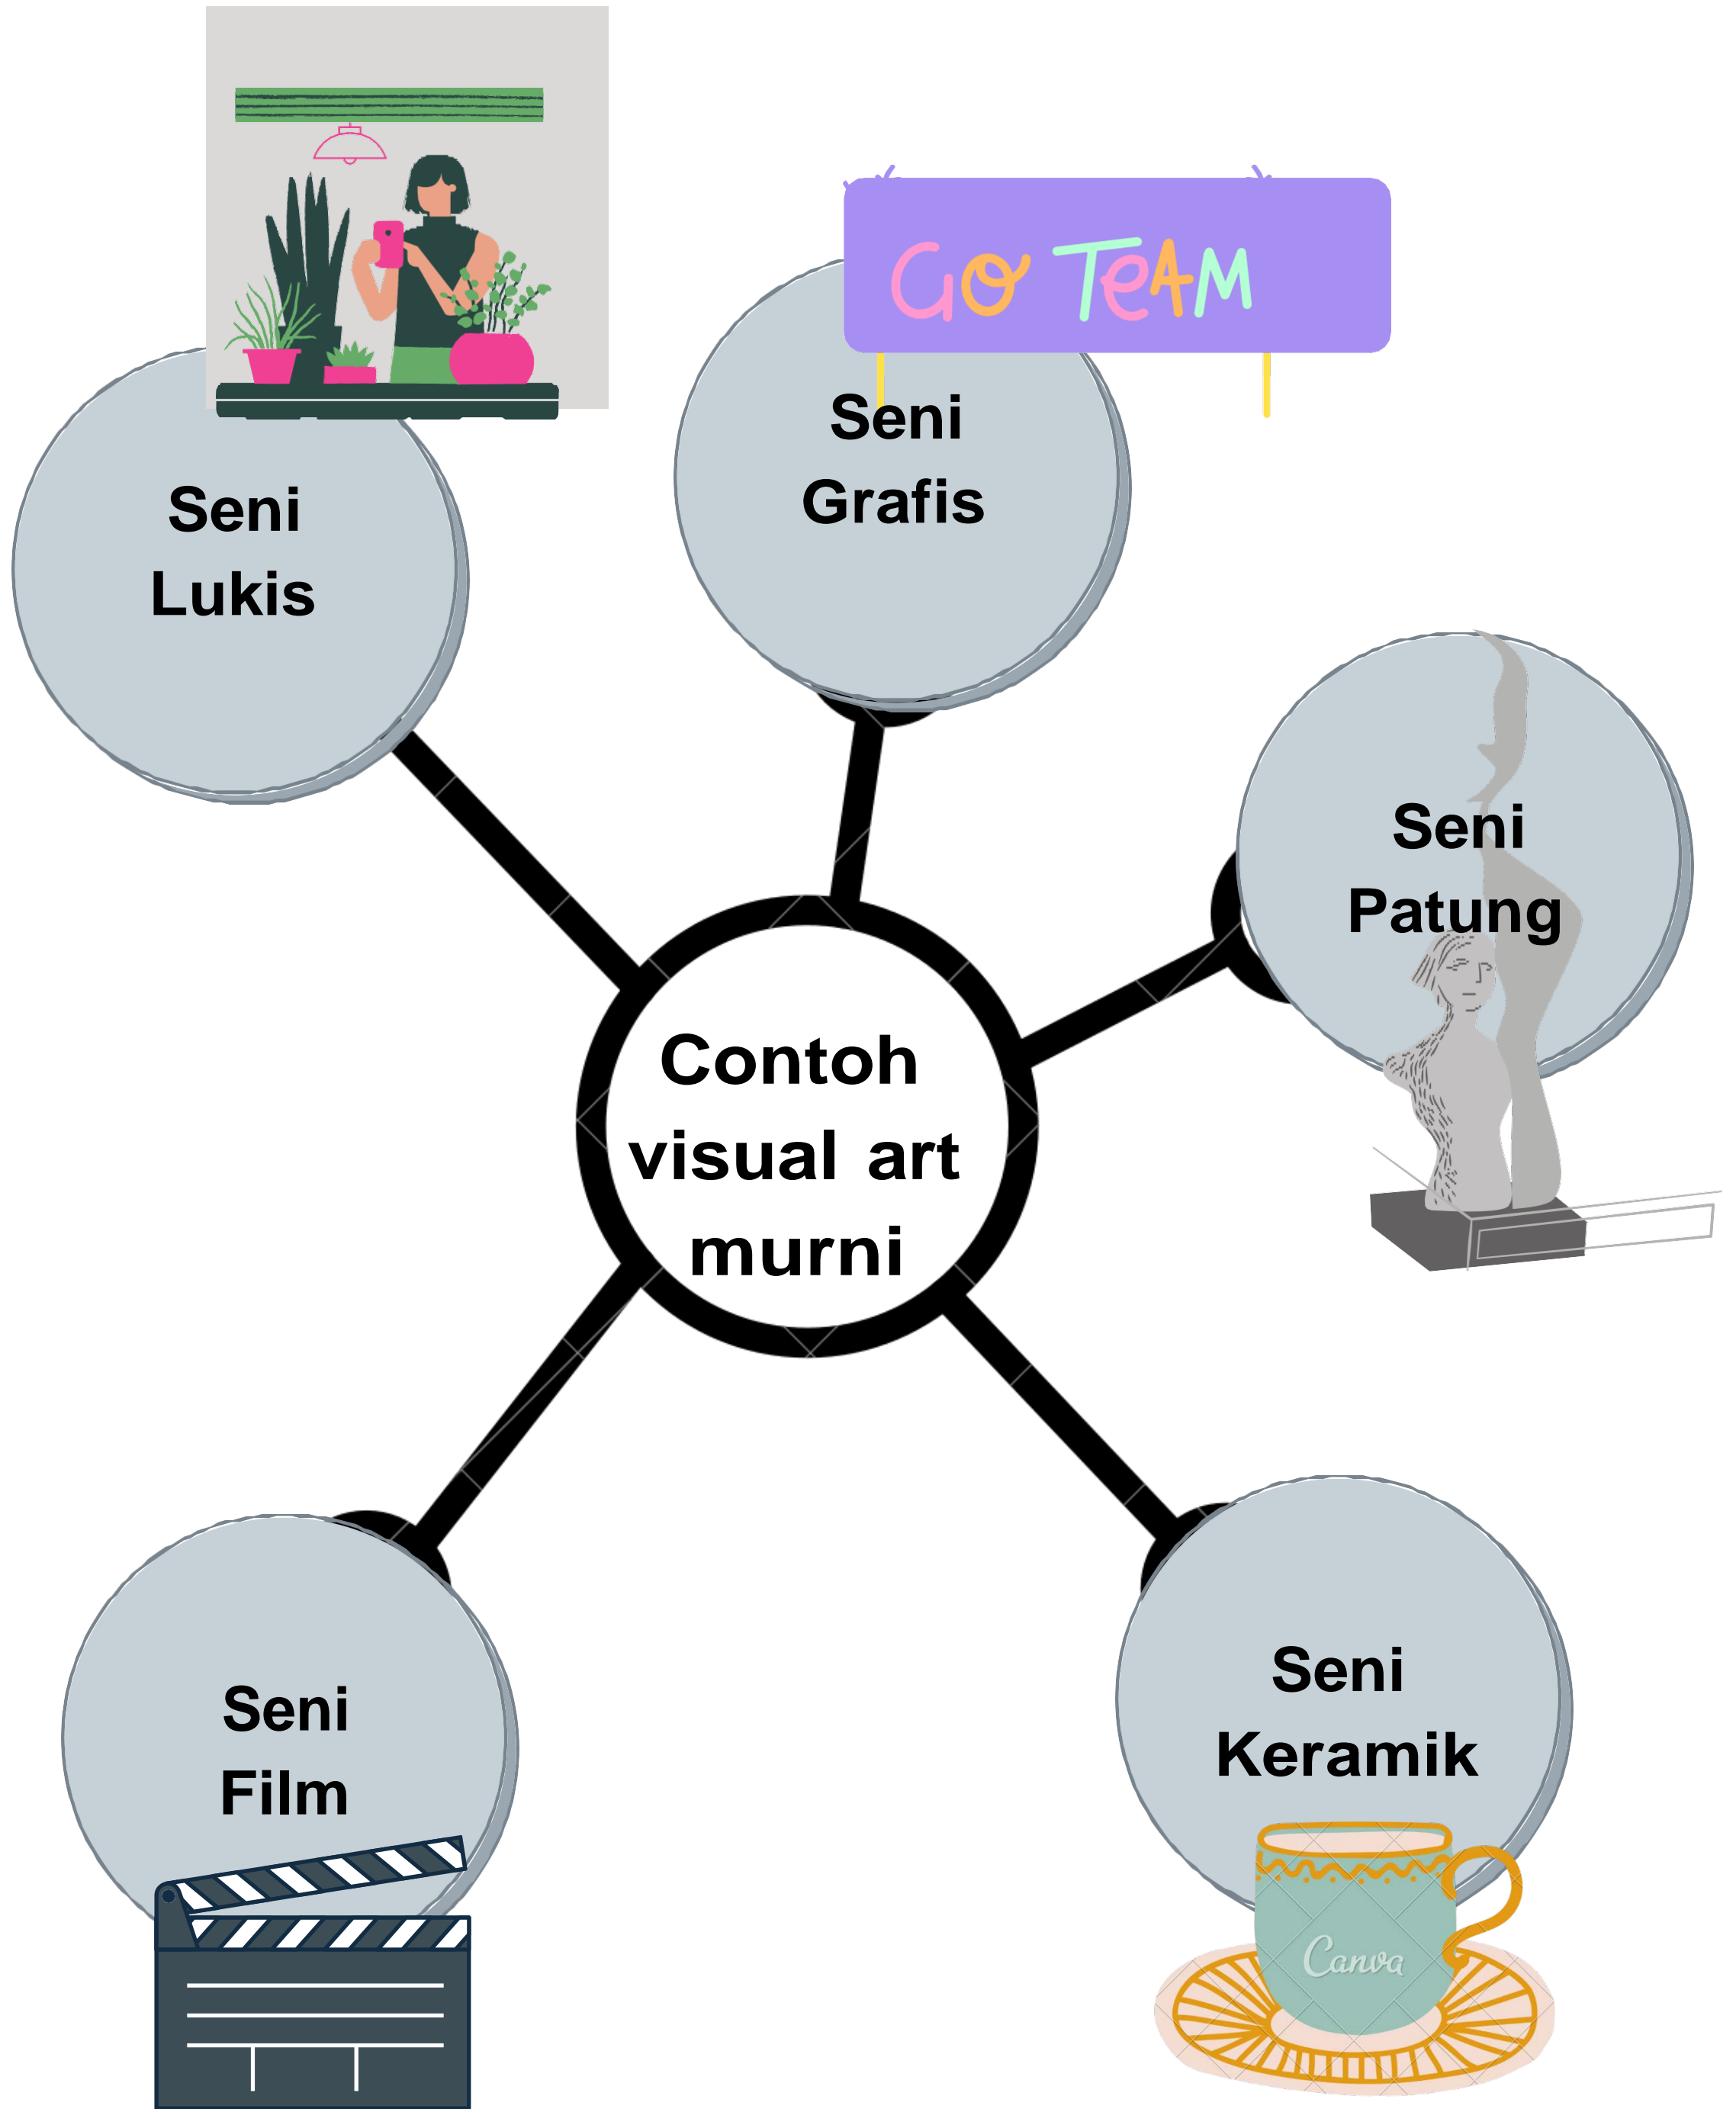 GO TEAM
Seni
Grafis
Seni
Lukis
Seni
Patung
Contoh
visual art
murni
Seni
Film
Seni
Keramik
Canva